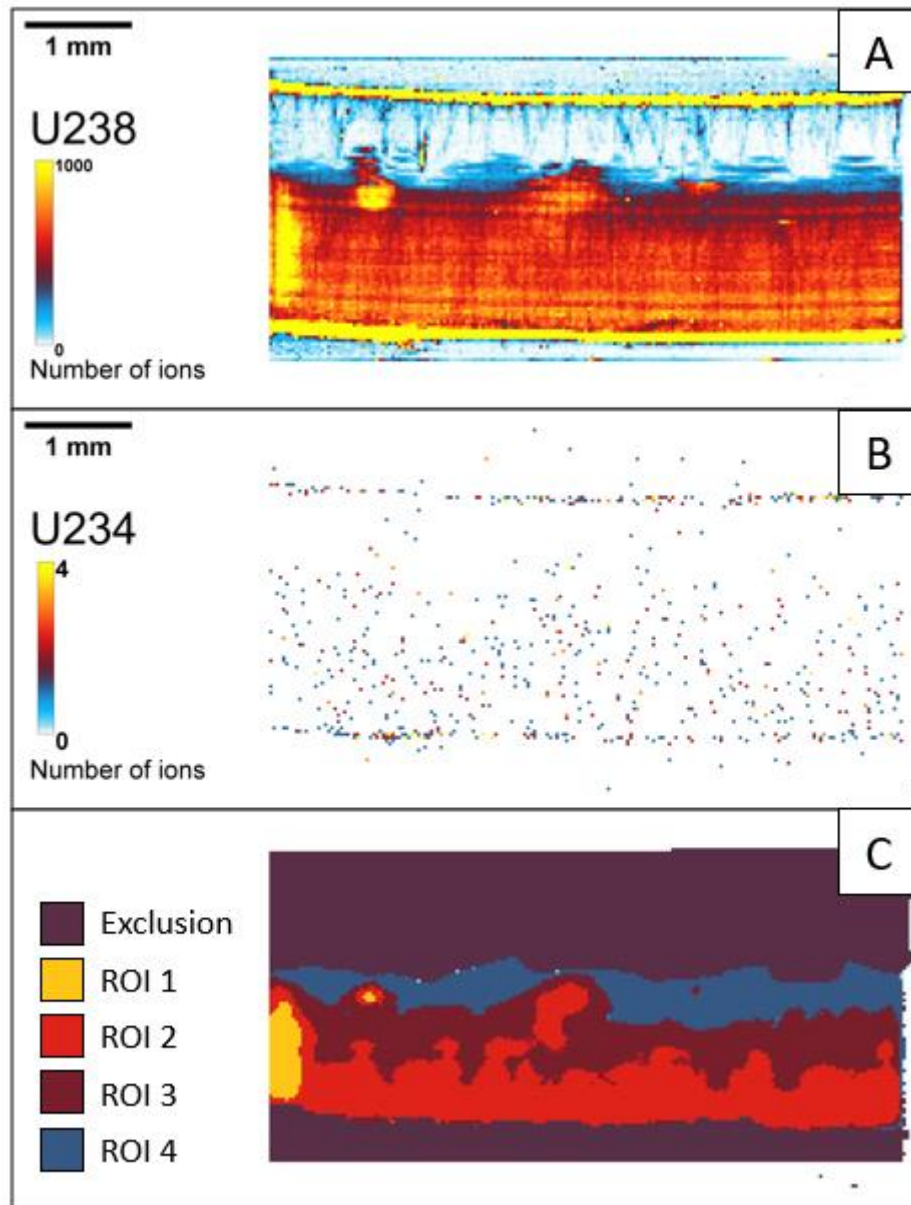 1 mm
A
U238
1000
0
Number of ions
1 mm
B
U234
4
0
Number of ions
C
Exclusion
ROI 1
ROI 2
ROI 3
ROI 4